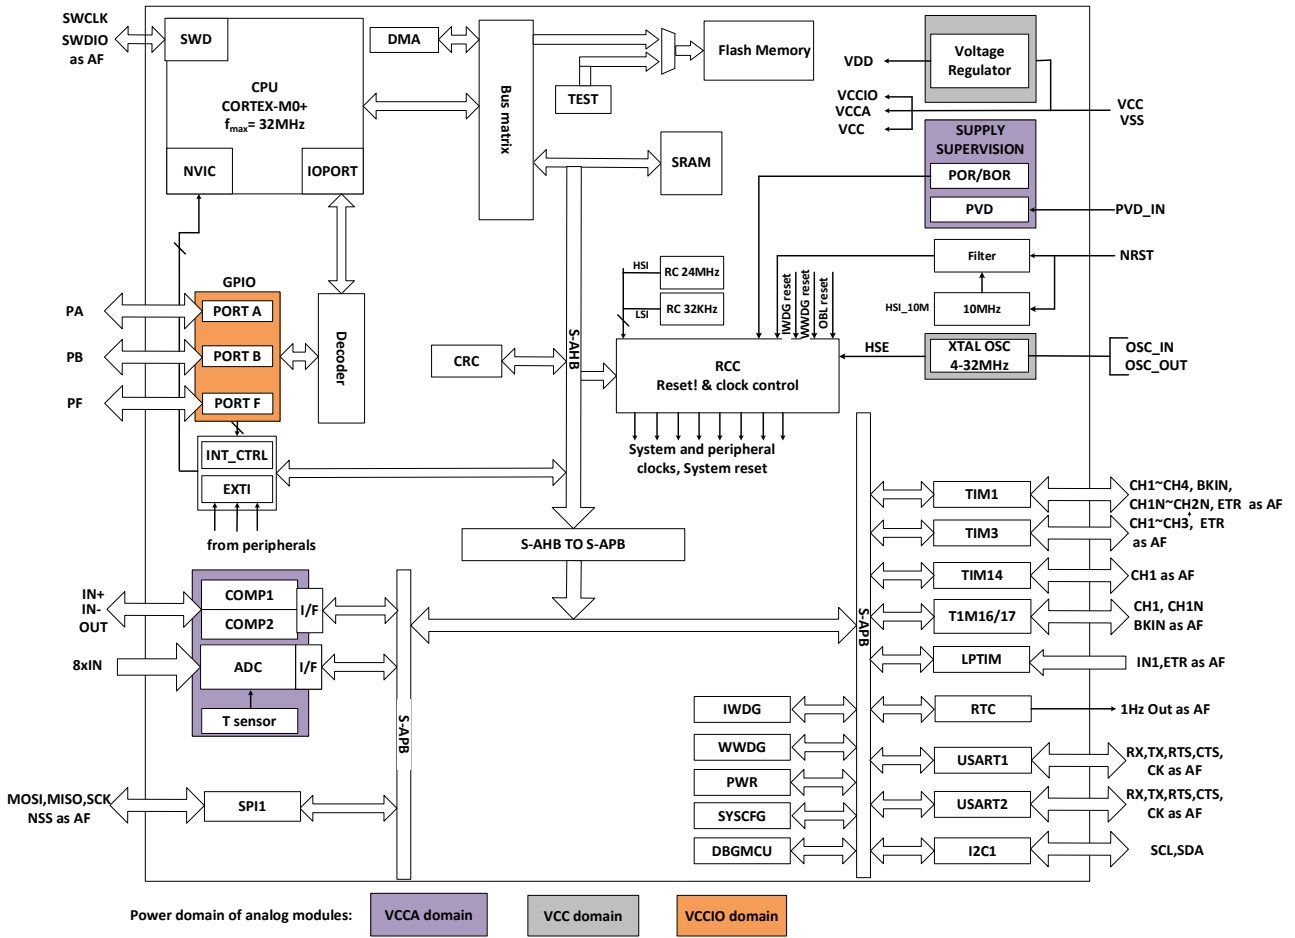 SWCLK
SWDIO
as AF
SWD
CPU
CORTEX-M0+
fmax= 32MHz
NVIC
IOPORT
DMA
Bus matrix
Flash Memory
TEST
SRAM
VDD
Voltage
Regulator
VCCIO
VCCA
VCC
VCC
VSS
SUPPLY
SUPERVISION
POR/BOR
PVD
PVD_IN
Filter
NRST
HSI_10M
10MHz
HSI
RC 24MHz
LSI
RC 32KHz
IWDG reset
WWDG reset
OBL reset
HSE
XTAL OSC
4-32MHz
OSC_IN
OSC_OUT
GPIO
PA
PORT A
PB
PORT B
PF
PORT F
Decoder
CRC
S-AHB
RCC
Reset! & clock control
System and peripheral
clocks, System reset
INT_CTRL
EXTI
from peripherals
S-AHB TO S-APB
IN+
IN-
OUT
COMP1
COMP2
I/F
8xIN
ADC
I/F
T sensor
S-APB
MOSI,MISO,SCK
NSS as AF
SPI1
S-APB
TIM1
CH1~CH4, BKIN,
CH1N~CH2N, ETR as AF
TIM3
CH1~CH3, ETR
as AF
TIM14
CH1 as AF
T1M16/17
CH1, CH1N
BKIN as AF
LPTIM
IN1,ETR as AF
IWDG
RTC
1Hz Out as AF
WWDG
USART1
RX,TX,RTS,CTS,
CK as AF
PWR
USART2
RX,TX,RTS,CTS,
CK as AF
SYSCFG
DBGMCU
I2C1
SCL,SDA
Power domain of analog modules:
VCCA domain
VCC domain
VCCIO domain